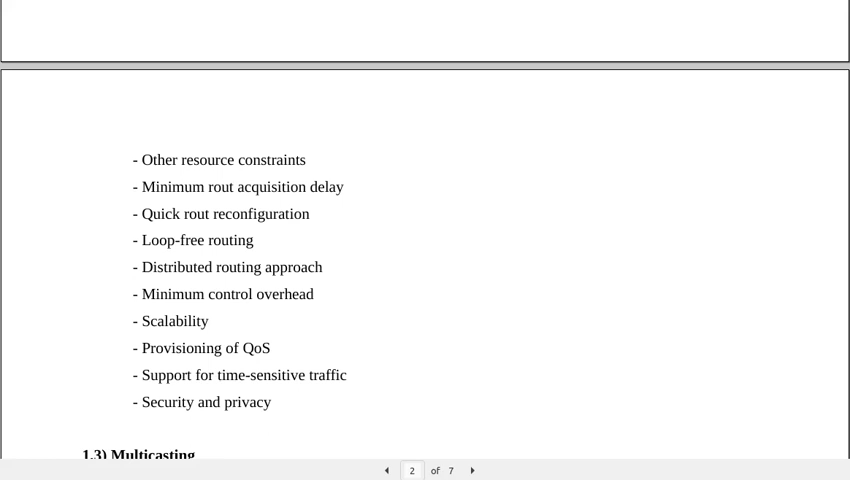 - Other resource constraints
- Minimum rout acquisition delay
- Quick rout reconfiguration
- Loop-free routing
- Distributed routing approach
- Minimum control overhead
- Scalability
- Provisioning of QoS
- Support for time-sensitive traffic
- Security and privacy
1.3) Multicasting
2 of 7